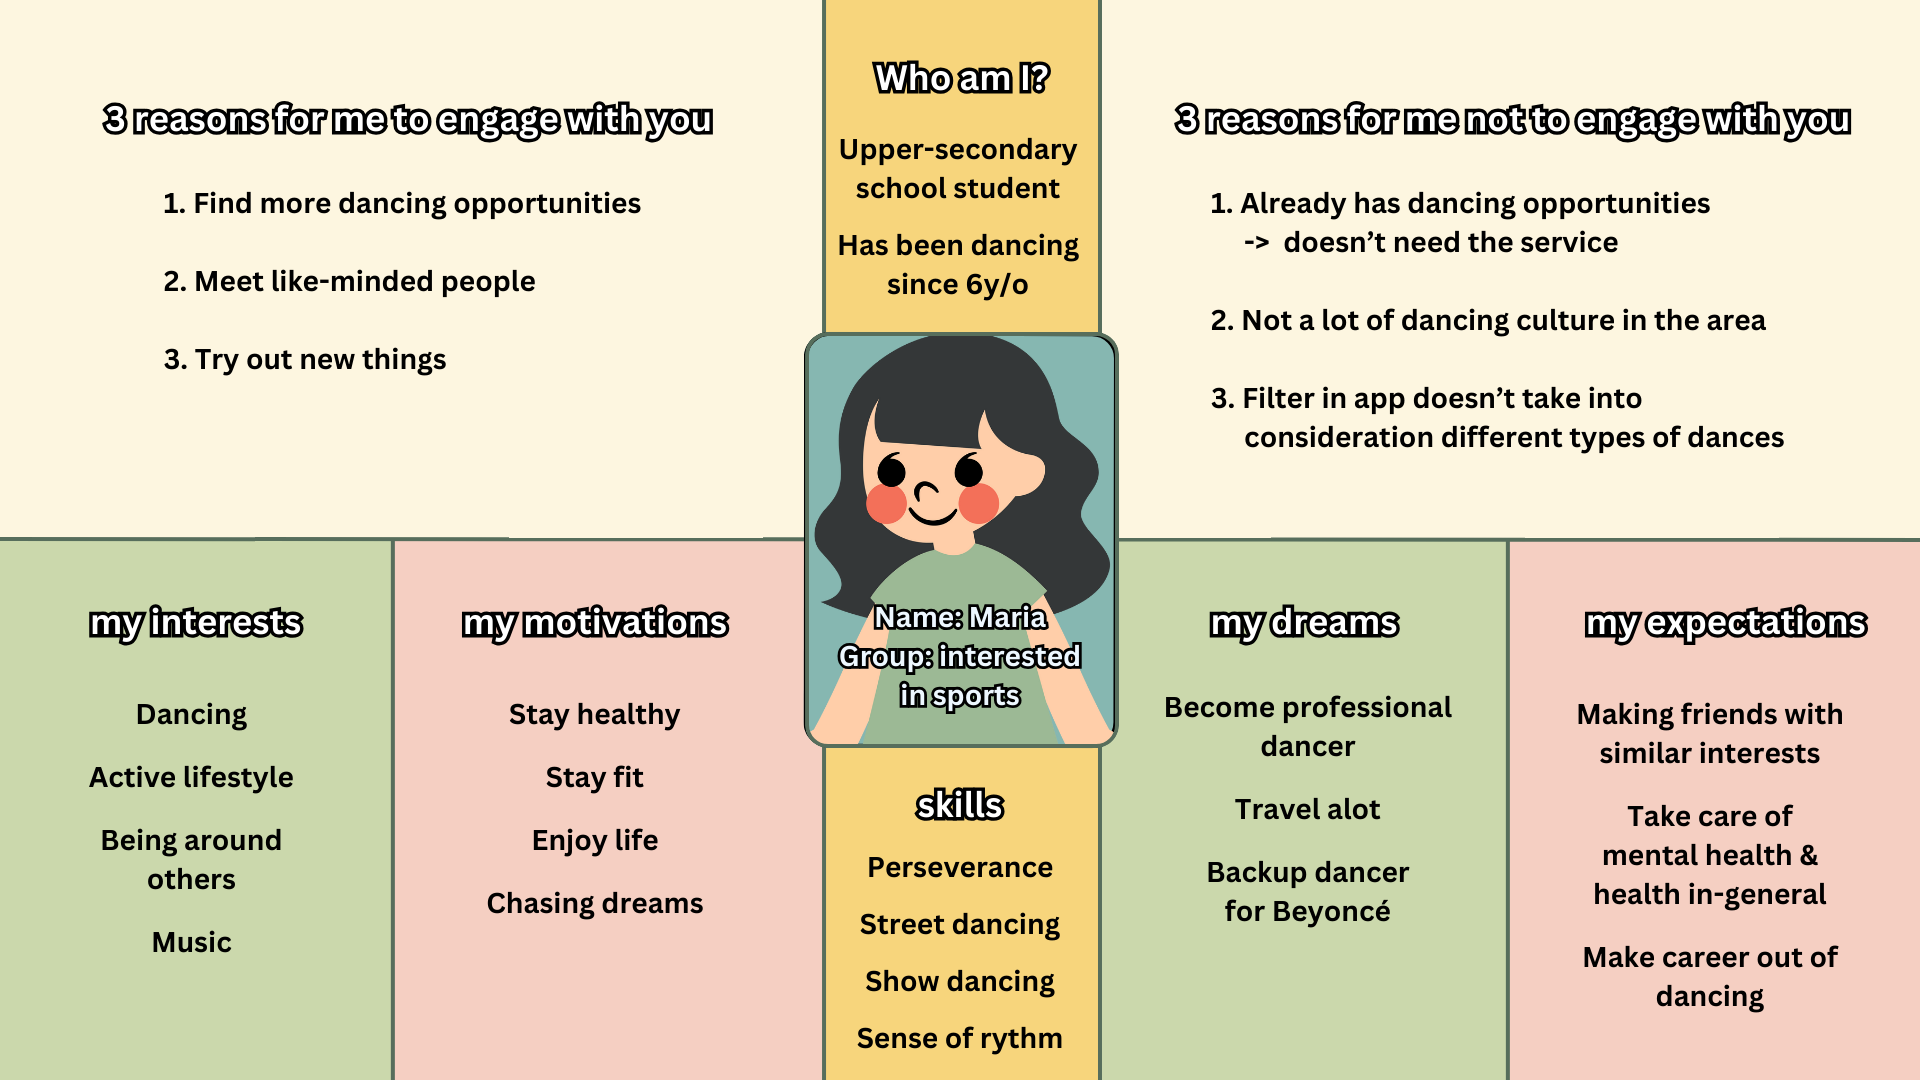 3 reasons for me to engage with you
1. Find more dancing opportunities
2. Meet like-minded people
3. Try out new things
Who am I?
Upper-secondary
school student
Has been dancing
since 6y/o
3 reasons for me not to engage with you
1. Already has dancing opportunities
-> doesn’t need the service
2. Not a lot of dancing culture in the area
3. Filter in app doesn’t take into
consideration different types of dances
Name: Maria
Group: interested
in sports
my interests
Dancing
Active lifestyle
Being around
others
Music
my motivations
Stay healthy
Stay fit
Enjoy life
Chasing dreams
skills
Perseverance
Street dancing
Show dancing
Sense of rythm
my dreams
Become professional
dancer
Travel alot
Backup dancer
for Beyoncé
my expectations
Making friends with
similar interests
Take care of
mental health &
health in-general
Make career out of
dancing